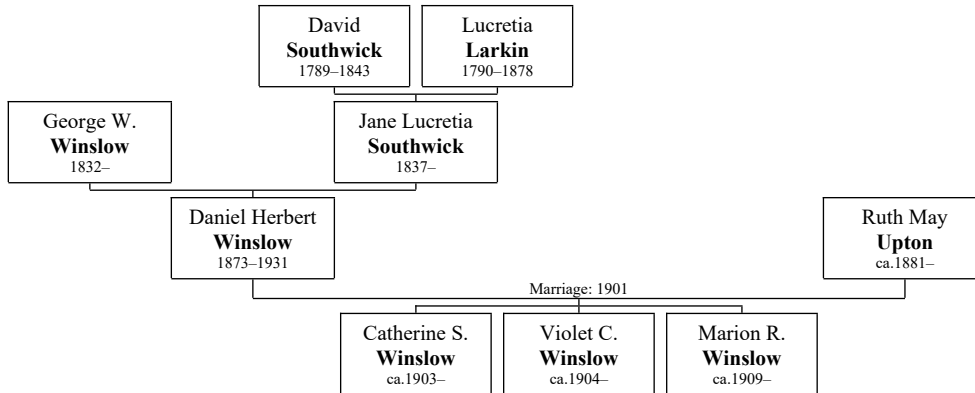 David
Southwick
1789–1843
Lucretia
Larkin
1790–1878
George W.
Winslow
1832–
Jane Lucretia
Southwick
1837–
Daniel Herbert
Winslow
1873–1931
Ruth May
Upton
ca.1881–
Marriage: 1901
Catherine S.
Winslow
ca.1903–
Violet C.
Winslow
ca.1904–
Marion R.
Winslow
ca.1909–